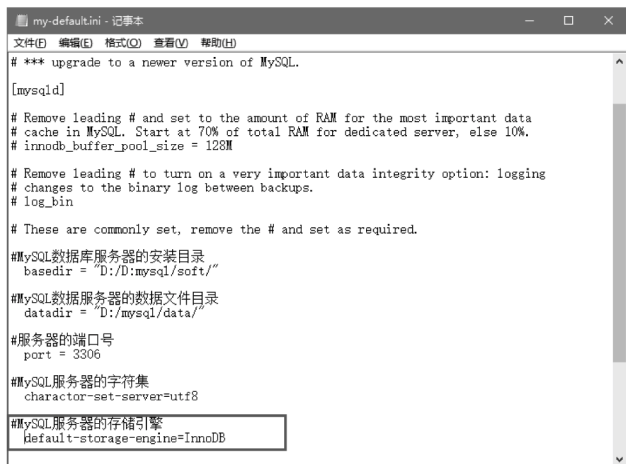 my-default.ini - 记事本
文件(F) 编辑(E) 格式(O) 查看(V) 帮助(H)
# *** upgrade to a newer version of MySQL.
[mysqld]
# Remove leading # and set to the amount of RAM for the most important data
# cache in MySQL. Start at 70% of total RAM for dedicated server, else 10%.
# innodb_buffer_pool_size = 128M
# Remove leading # to turn on a very important data integrity option: logging
# changes to the binary log between backups.
# log_bin
# These are commonly set, remove the # and set as required.
#MySQL数据库服务器的安装目录
basedir = "D:/D:mysql/soft/"
#MySQL数据服务器的数据文件目录
datadir = "D:/mysql/data/"
#服务器的端口号
port = 3306
#MySQL服务器的字符集
charactor-set-server=utf8
#MySQL服务器的存储引擎
default-storage-engine=InnoDB